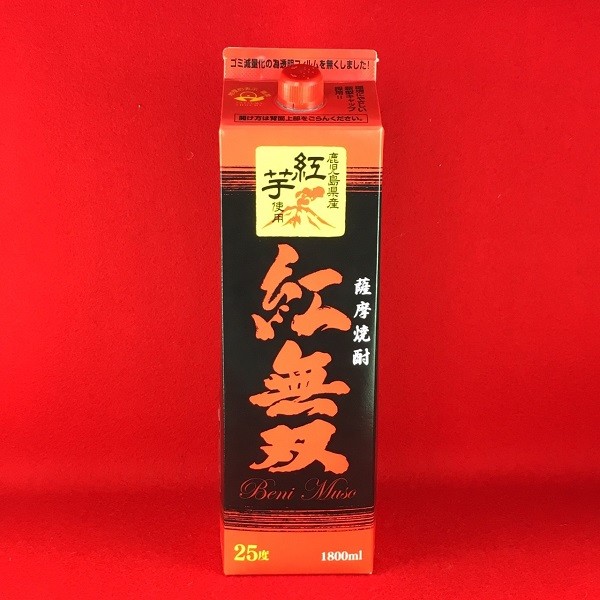 ゴミ減量化の為透明フィルムを無くしました!
開け方は背面上部をごらんください。
鹿児島県産
紅芋
使用
薩摩焼酎
紅無双
Beni Muso
25度
1800ml